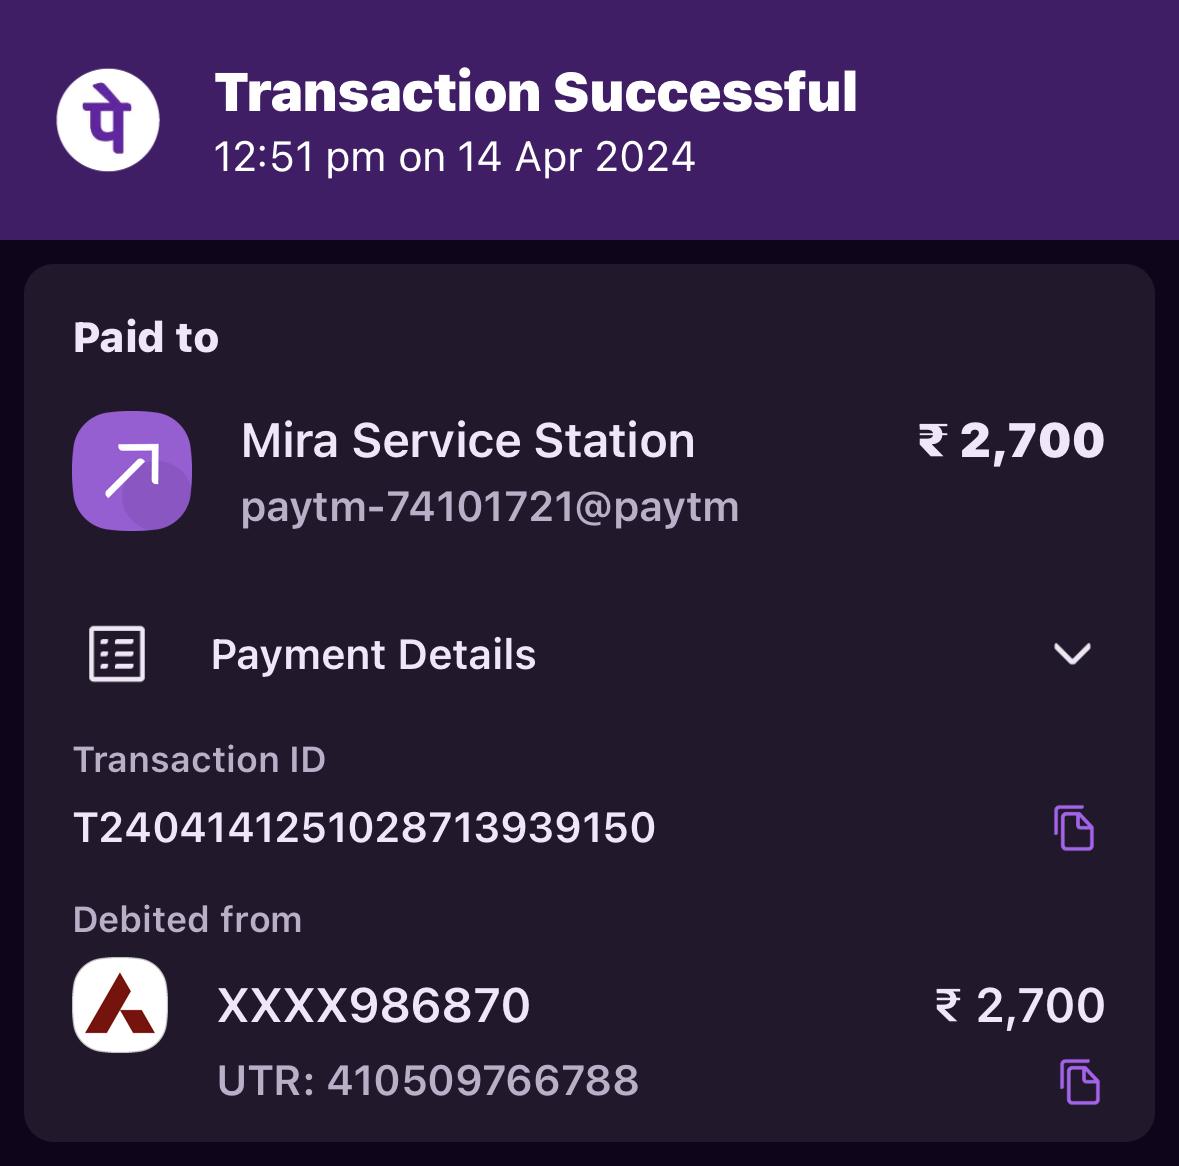 पे
Transaction Successful
12:51 pm on 14 Apr 2024
Paid to
Mira Service Station
₹ 2,700
paytm-74101721@paytm
Payment Details
Transaction ID
T2404141251028713939150
Debited from
XXXX986870
₹ 2,700
UTR: 410509766788